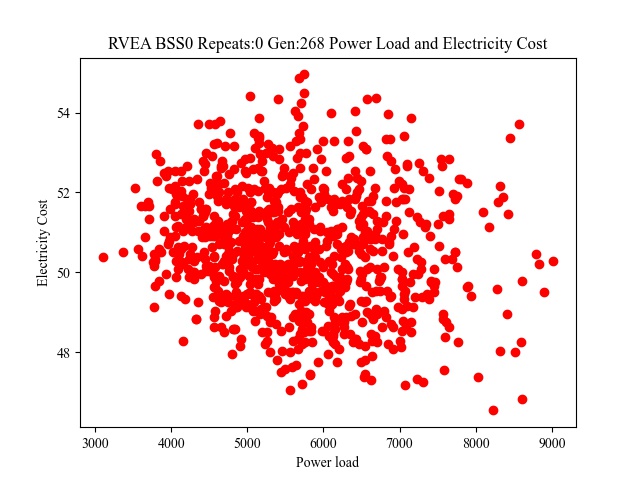 RVEA BSS0 Repeats:0 Gen:268 Power Load and Electricity Cost
Electricity Cost
54
52
50
48
3000 4000 5000 6000 7000 8000 9000
Power load